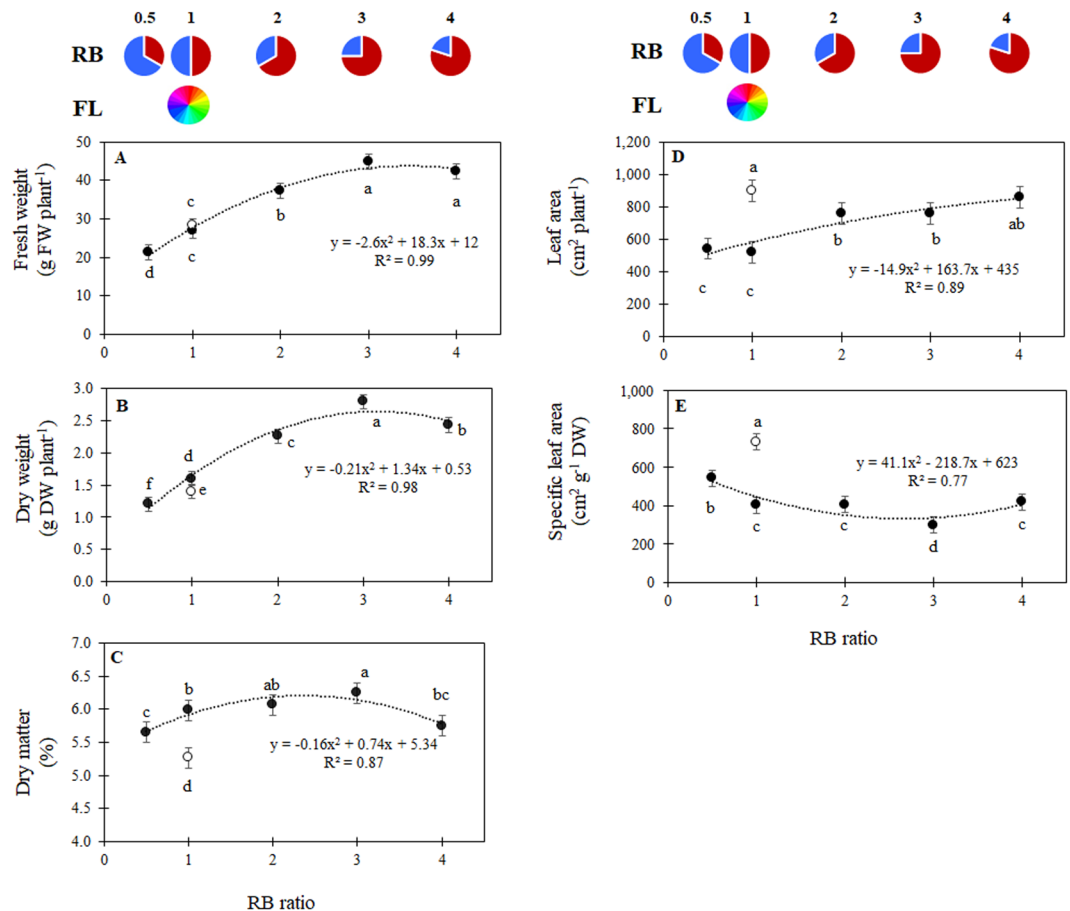 0.5 1 2 3 4
RB
FL
A
50
40
30
20
10
0
Fresh weight
(g FW plant⁻¹)
d
c
c
b
a
a
y = -2.6x² + 18.3x + 12
R² = 0.99
0 1 2 3 4
B
3.0
2.5
2.0
1.5
1.0
0.5
0.0
Dry weight
(g DW plant⁻¹)
f
d
e
c
a
b
y = -0.21x² + 1.34x + 0.53
R² = 0.98
0 1 2 3 4
C
7.0
6.5
6.0
5.5
5.0
4.5
4.0
Dry matter
(%)
c
b
d
ab
a
bc
y = -0.16x² + 0.74x + 5.34
R² = 0.87
0 1 2 3 4
RB ratio
0.5 1 2 3 4
RB
FL
D
1,200
1,000
800
600
400
200
0
Leaf area
(cm² plant⁻¹)
c
a
c
b
b
ab
y = -14.9x² + 163.7x + 435
R² = 0.89
0 1 2 3 4
E
1,000
800
600
400
200
0
Specific leaf area
(cm² g⁻¹ DW)
b
a
c
c
d
c
y = 41.1x² - 218.7x + 623
R² = 0.77
0 1 2 3 4
RB ratio